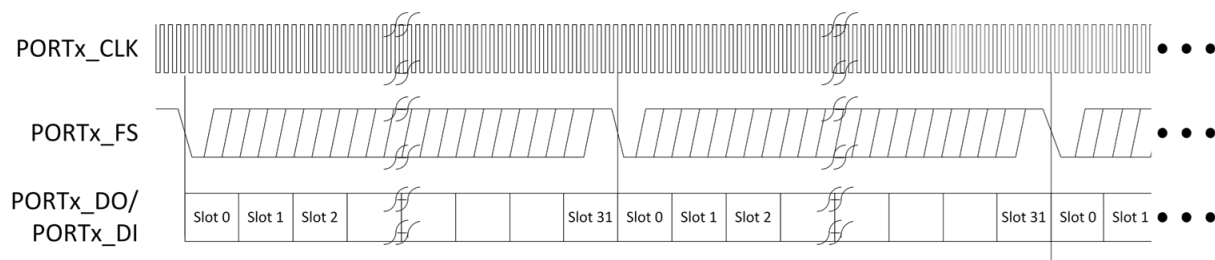 PORTx_CLK
PORTx_FS
PORTx_DO/
PORTx_DI
Slot 0 Slot 1 Slot 2 Slot 31 Slot 0 Slot 1 Slot 2 Slot 31 Slot 0 Slot 1